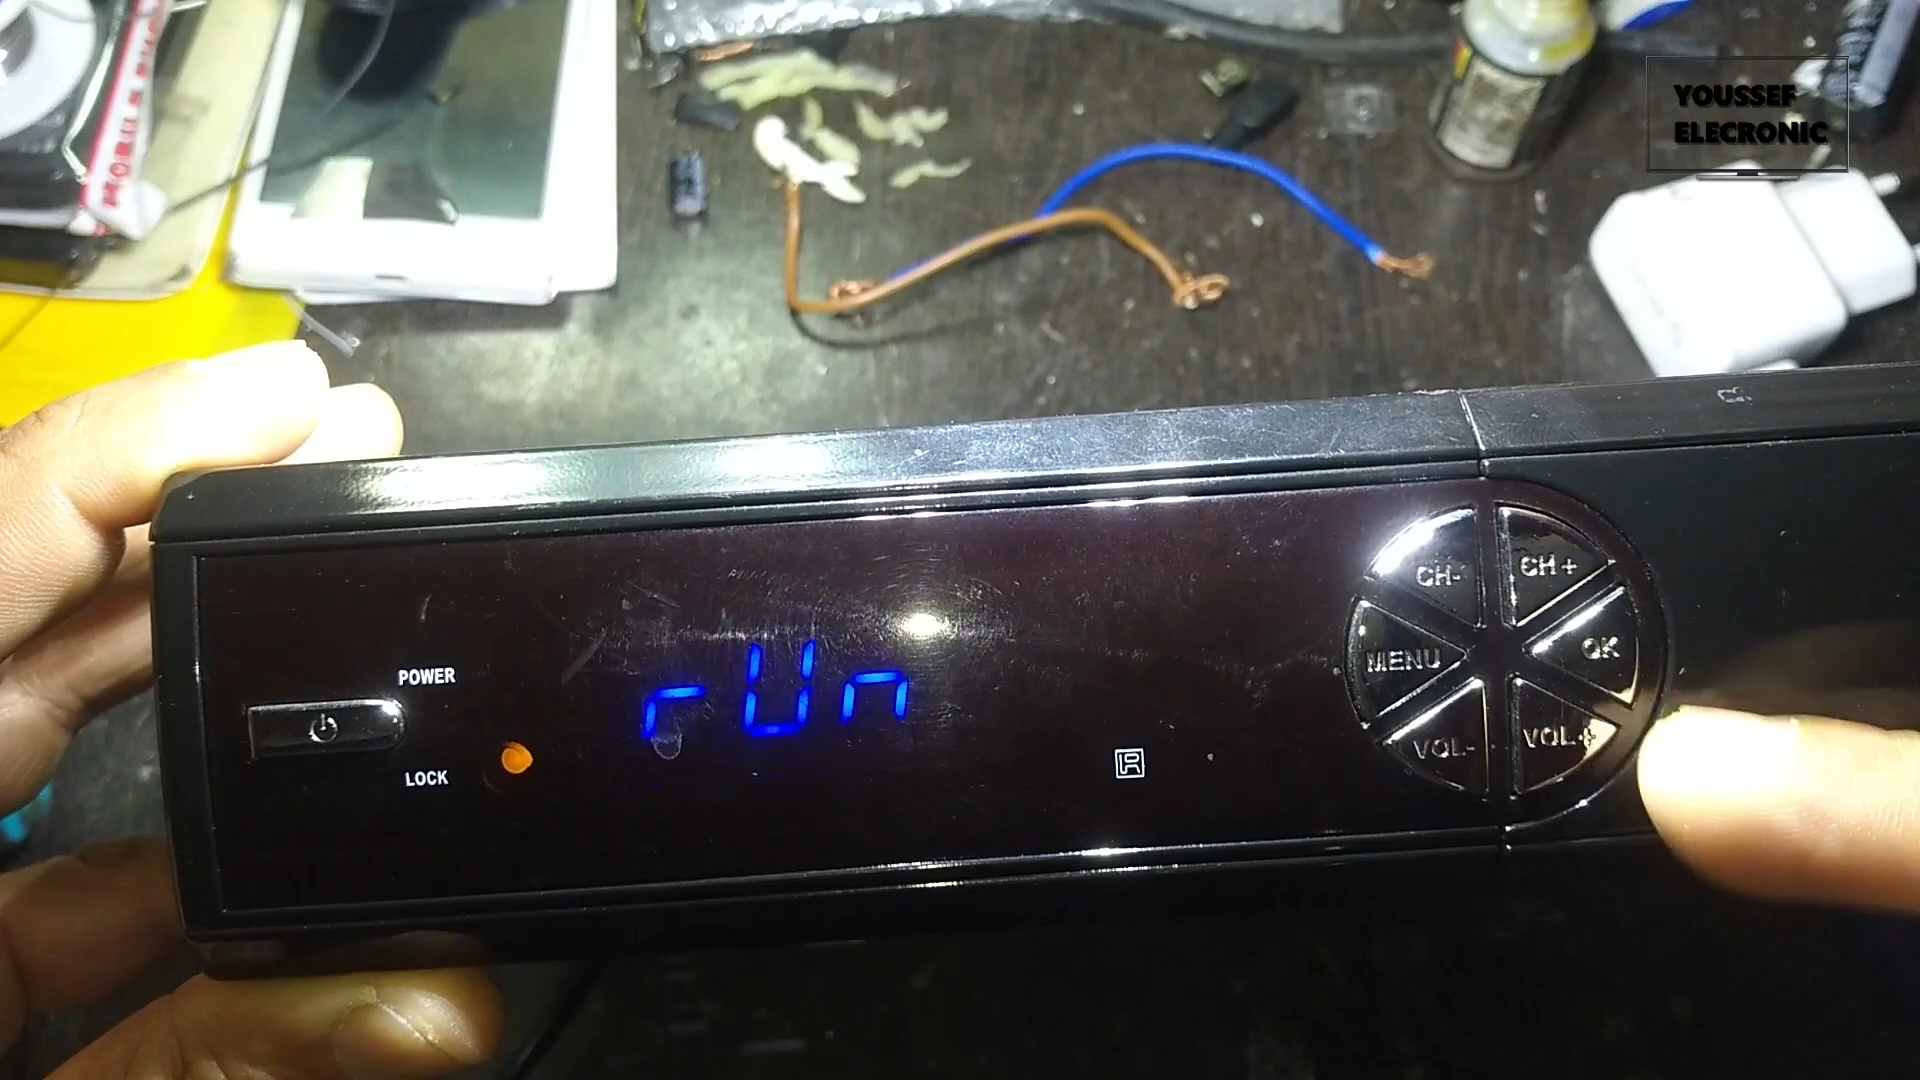 YOUSSEF
ELECRONIC
POWER
LOCK
rUn
CH-
CH+
MENU
OK
VOL-
VOL+